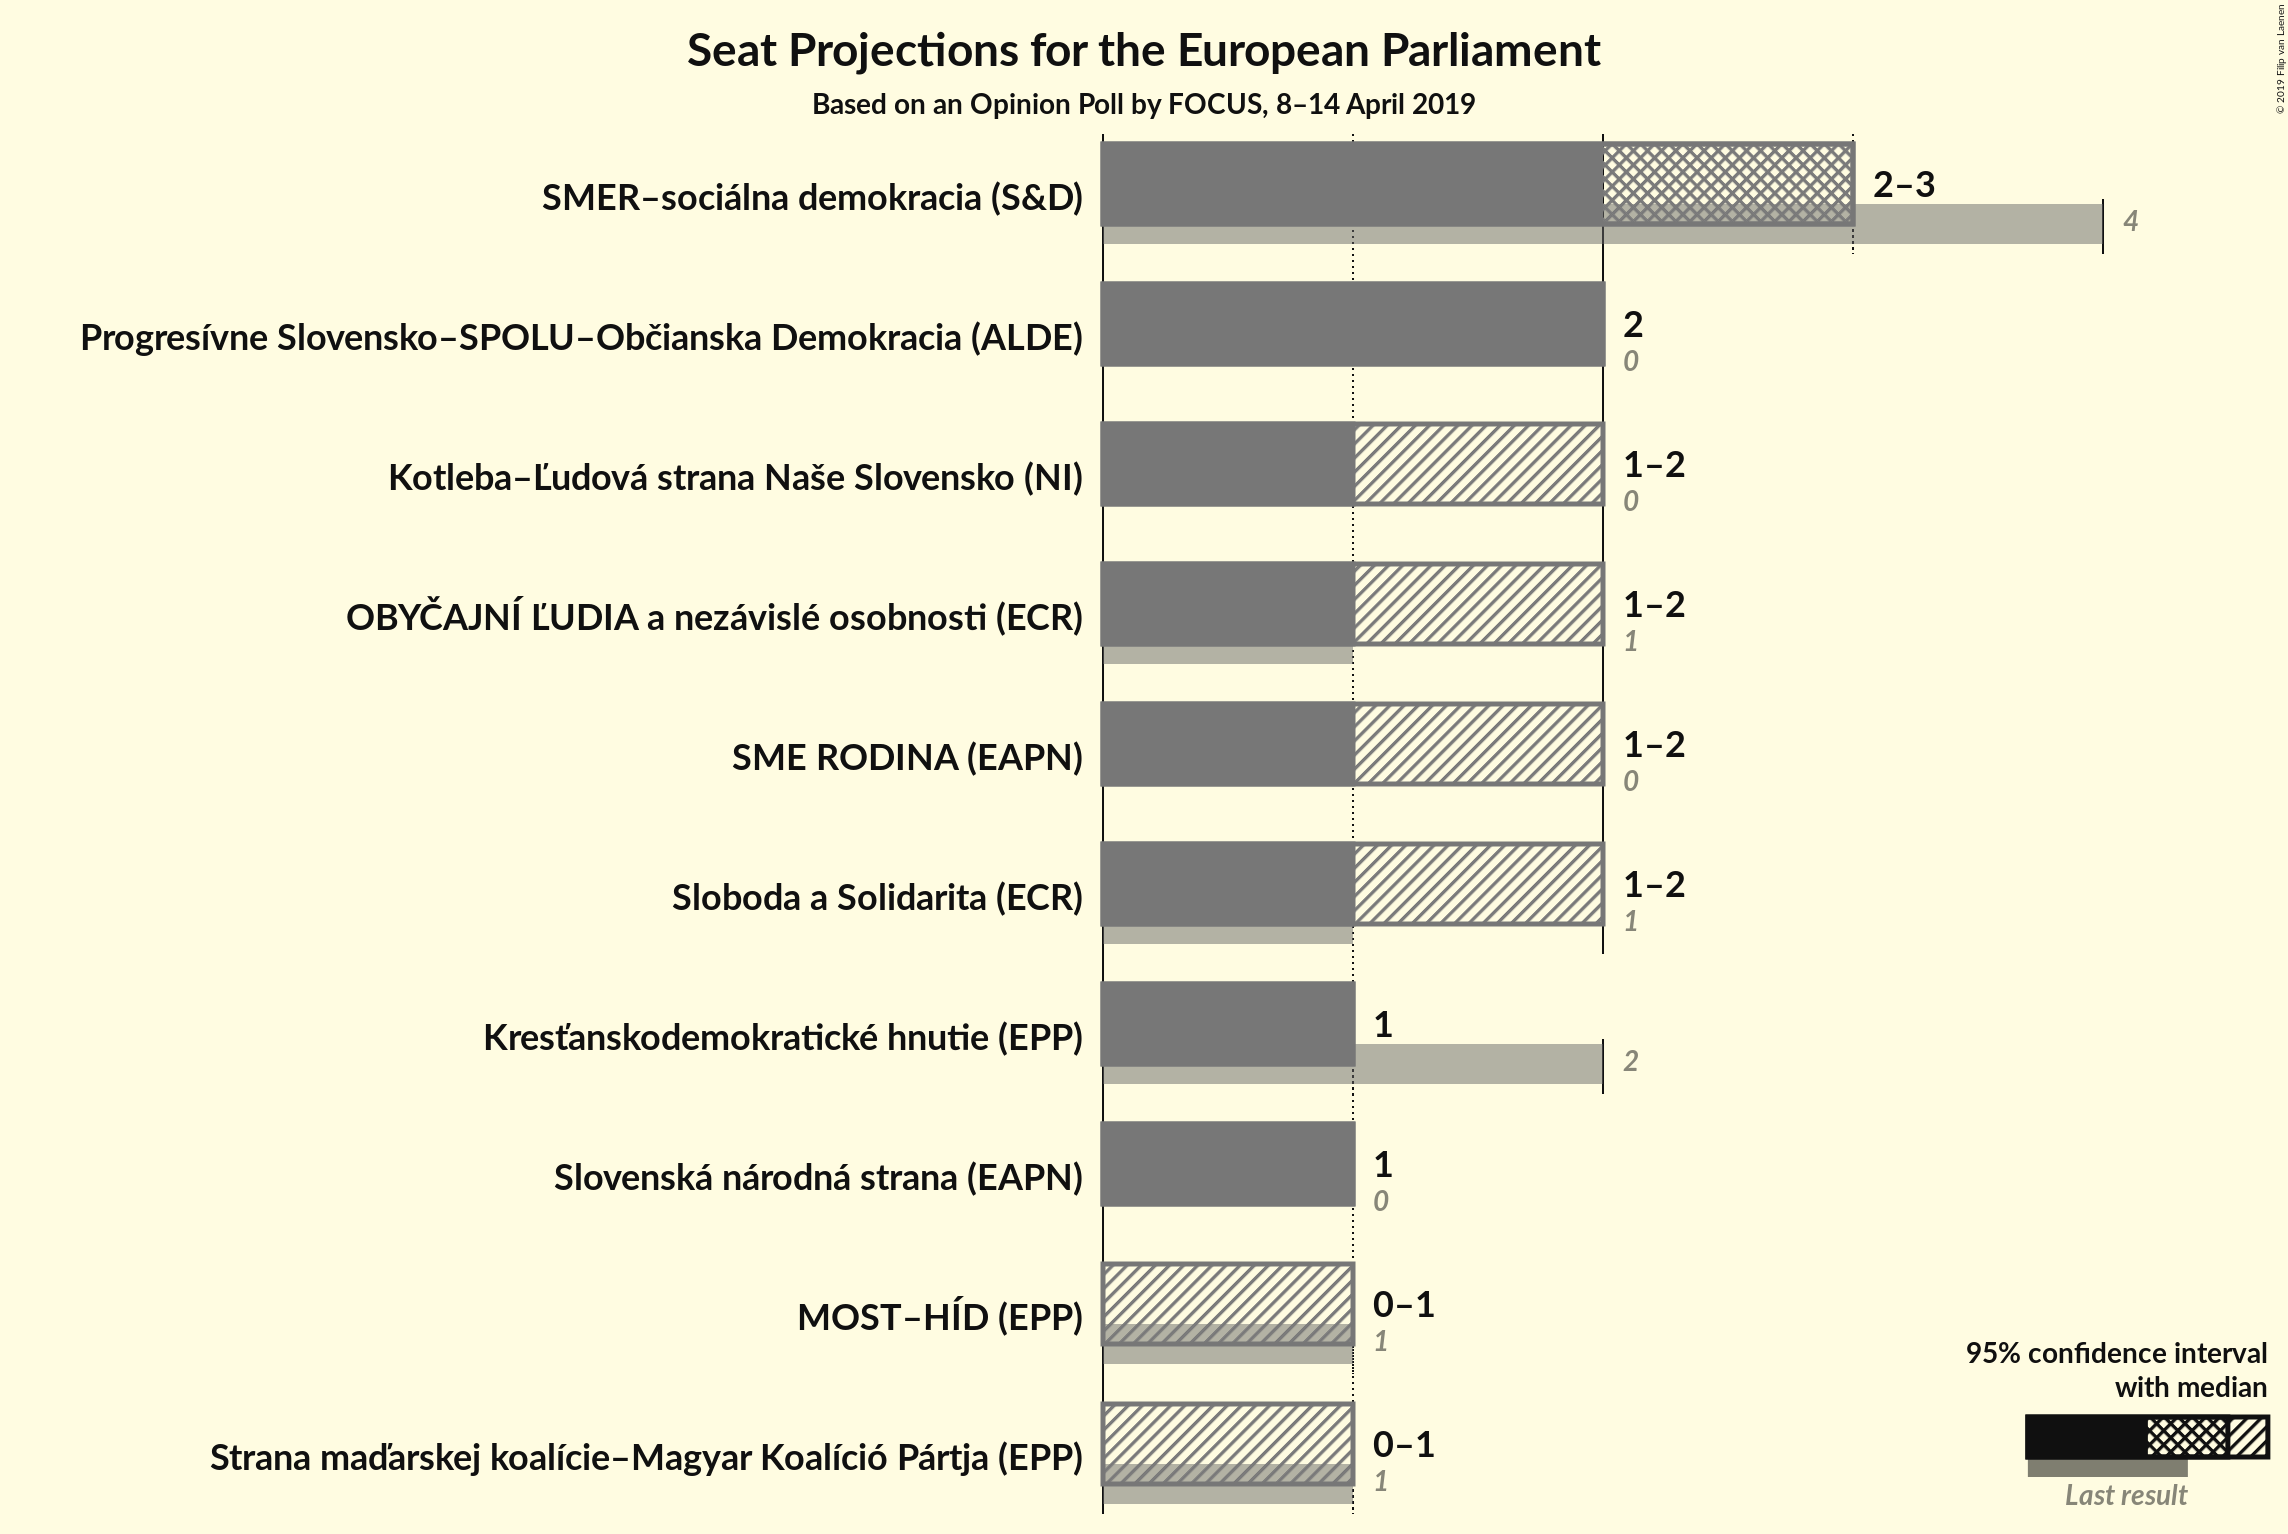 Seat Projections for the European Parliament
Based on an Opinion Poll by FOCUS, 8–14 April 2019
© 2019 Filip van Laenen
SMER–sociálna demokracia (S&D)
2–3
4
Progresívne Slovensko–SPOLU–Občianska Demokracia (ALDE)
2
0
Kotleba–Ľudová strana Naše Slovensko (NI)
1–2
0
OBYČAJNÍ ĽUDIA a nezávislé osobnosti (ECR)
1–2
1
SME RODINA (EAPN)
1–2
0
Sloboda a Solidarita (ECR)
1–2
1
Kresťanskodemokratické hnutie (EPP)
1
2
Slovenská národná strana (EAPN)
1
0
MOST–HÍD (EPP)
0–1
1
Strana maďarskej koalície–Magyar Koalíció Pártja (EPP)
0–1
1
95% confidence interval
with median
Last result